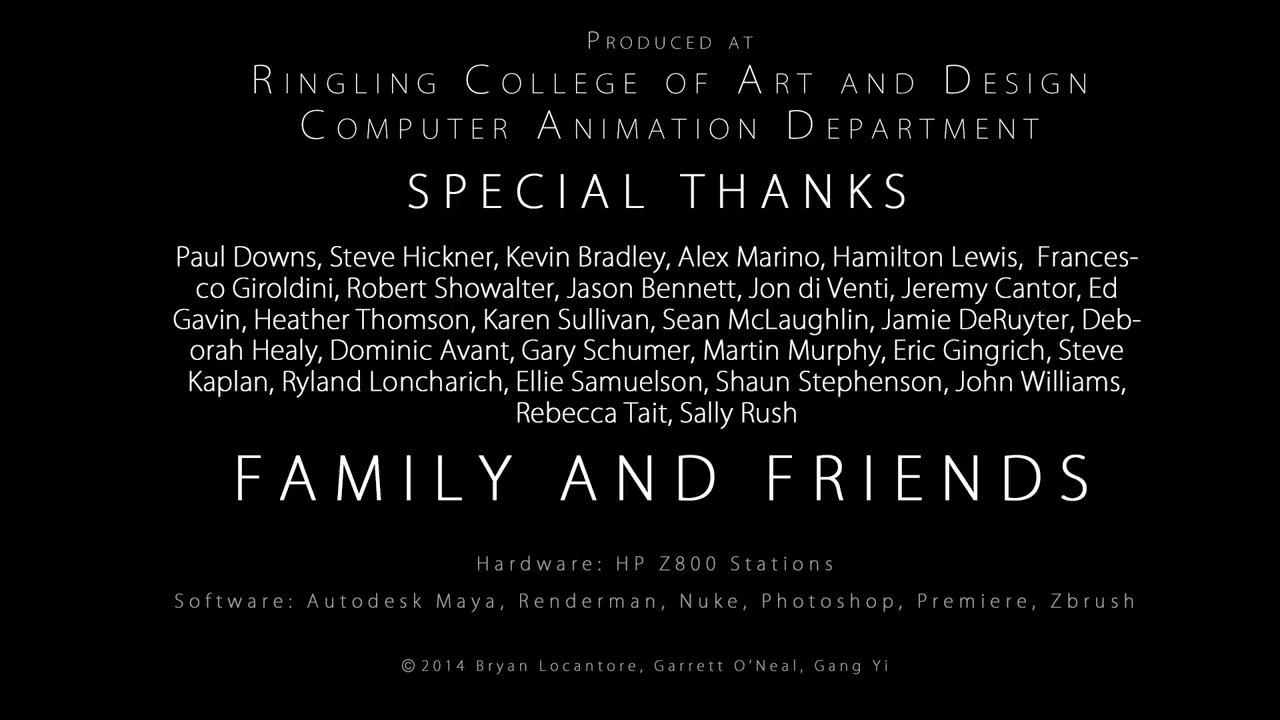 Produced at
Ringling College of Art and Design
Computer Animation Department
SPECIAL THANKS
Paul Downs, Steve Hickner, Kevin Bradley, Alex Marino, Hamilton Lewis, Frances-
co Giroldini, Robert Showalter, Jason Bennett, Jon di Venti, Jeremy Cantor, Ed
Gavin, Heather Thomson, Karen Sullivan, Sean McLaughlin, Jamie DeRuyter, Deb-
orah Healy, Dominic Avant, Gary Schumer, Martin Murphy, Eric Gingrich, Steve
Kaplan, Ryland Loncharich, Ellie Samuelson, Shaun Stephenson, John Williams,
Rebecca Tait, Sally Rush
FAMILY AND FRIENDS
Hardware: HP Z800 Stations
Software: Autodesk Maya, Renderman, Nuke, Photoshop, Premiere, Zbrush
©2014 Bryan Locantore, Garrett O’Neal, Gang Yi